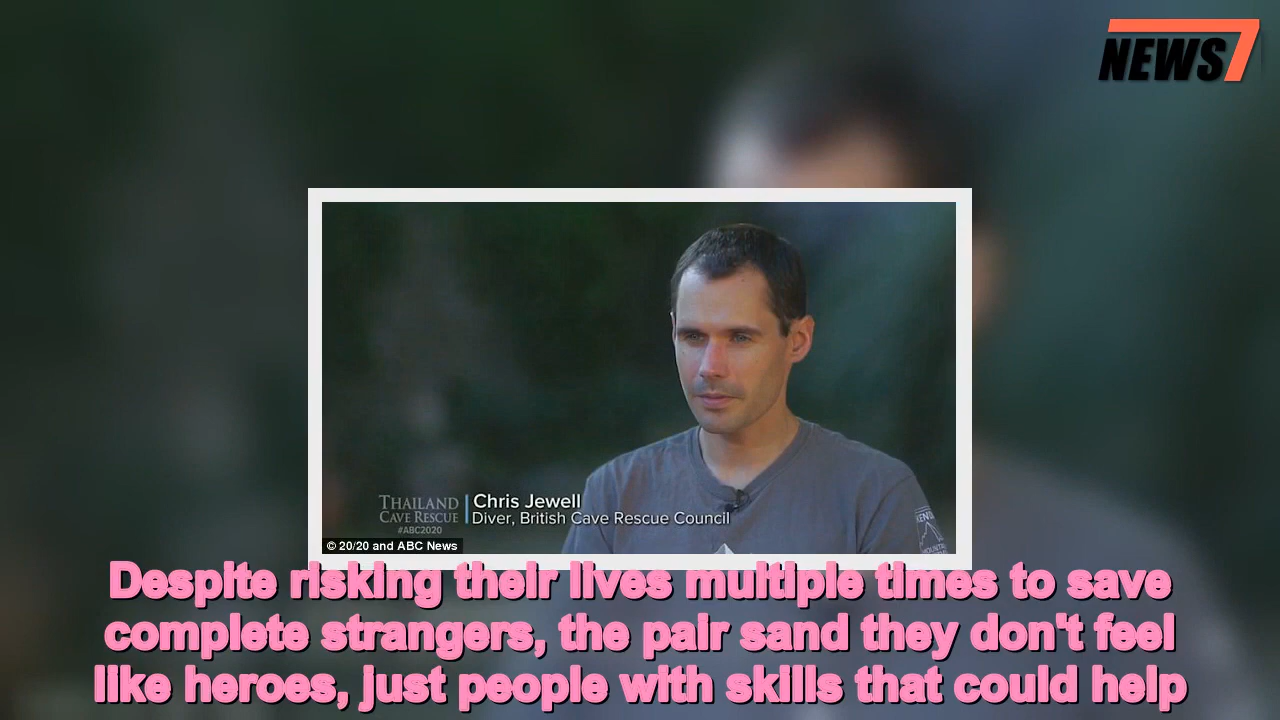 NEWS7
THAILAND
CAVE RESCUE
#ABC2020
Chris Jewell
Diver, British Cave Rescue Council
© 20/20 and ABC News
Despite risking their lives multiple times to save
complete strangers, the pair sand they don't feel
like heroes, just people with skills that could help